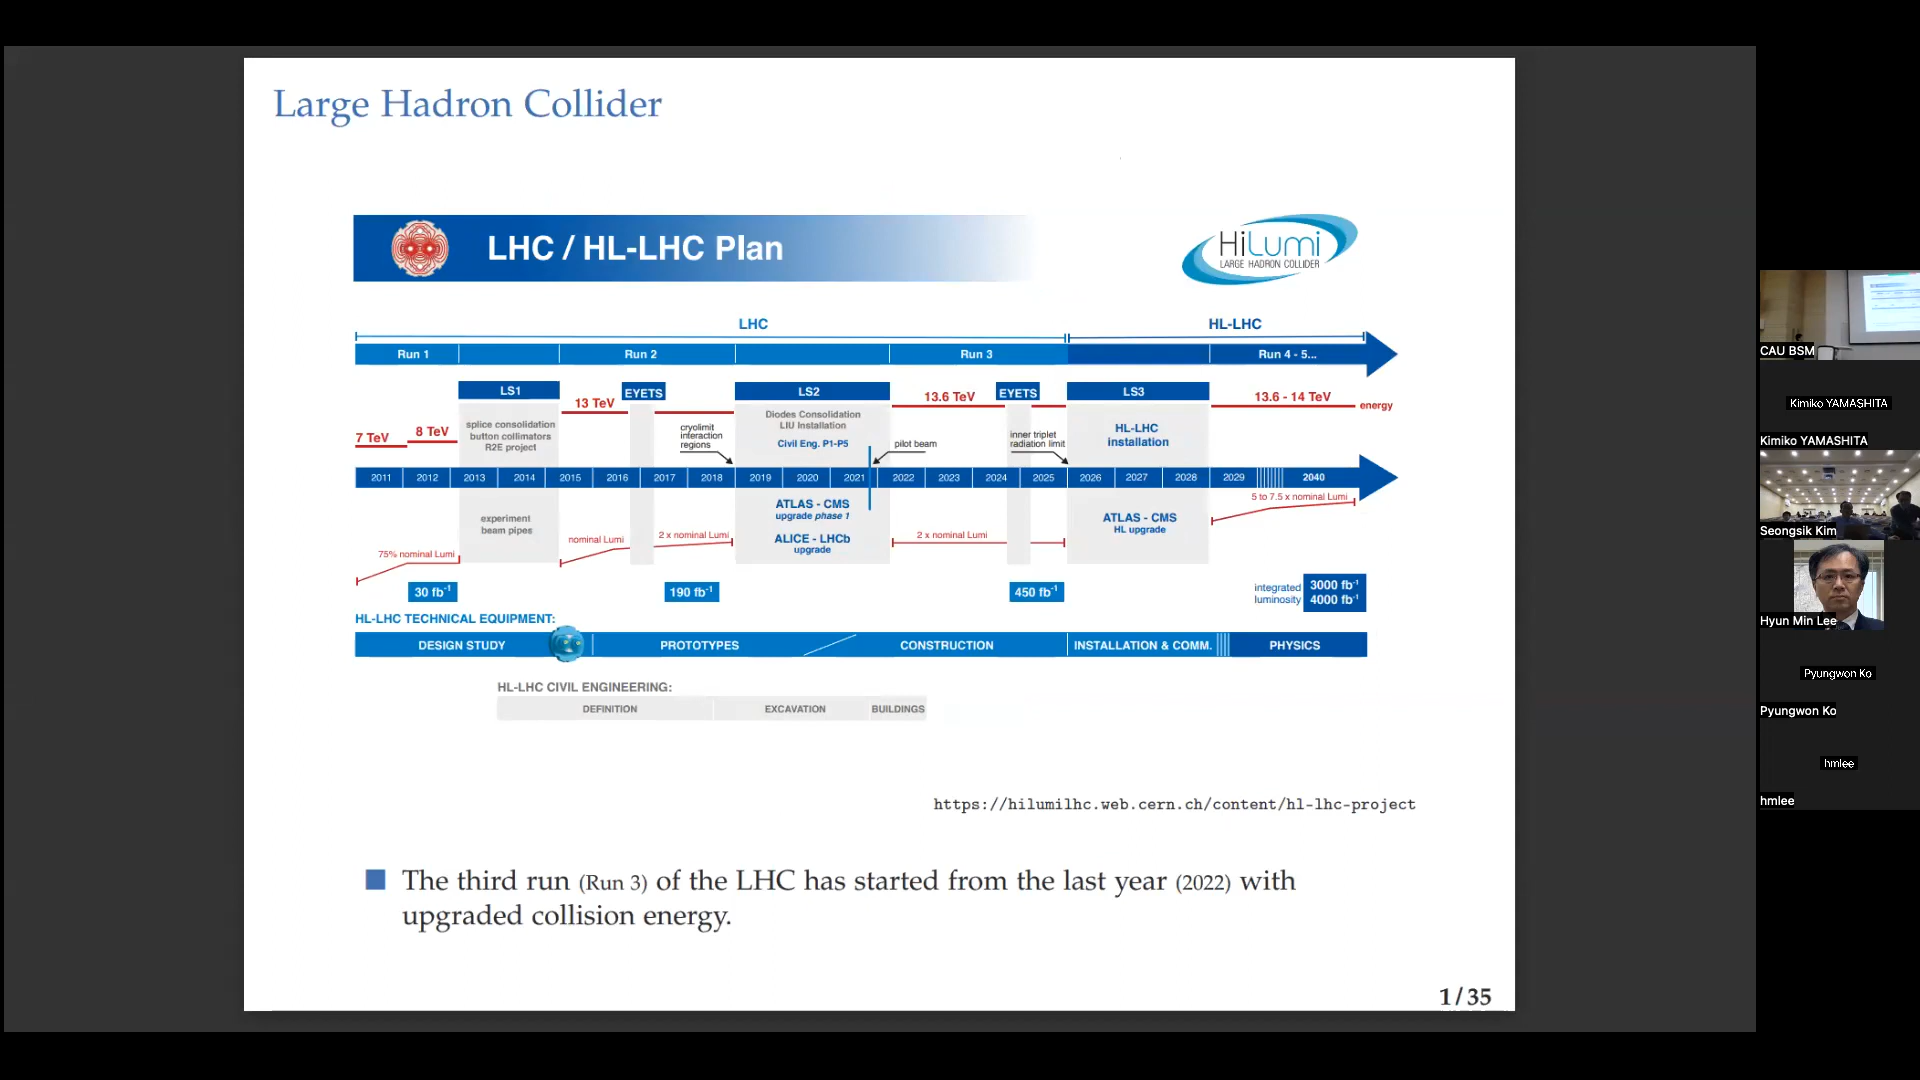 Large Hadron Collider
LHC / HL-LHC Plan
HiLumi
LARGE HADRON COLLIDER
LHC
HL-LHC
Run 1
Run 2
Run 3
Run 4 - 5...
LS1
EYETS
LS2
EYETS
LS3
7 TeV
8 TeV
13 TeV
13.6 TeV
13.6 - 14 TeV
energy
splice consolidation
button collimators
R2E project
cryolimit
interaction
regions
Diodes Consolidation
LIU Installation
Civil Eng. P1-P5
pilot beam
inner triplet
radiation limit
HL-LHC
installation
2011 2012 2013 2014 2015 2016 2017 2018 2019 2020 2021 2022 2023 2024 2025 2026 2027 2028 2029 2040
experiment
beam pipes
75% nominal Lumi
nominal Lumi
2 x nominal Lumi
ATLAS - CMS
upgrade phase 1
ALICE - LHCb
upgrade
2 x nominal Lumi
ATLAS - CMS
HL upgrade
5 to 7.5 x nominal Lumi
30 fb⁻¹
190 fb⁻¹
450 fb⁻¹
integrated
luminosity
3000 fb⁻¹
4000 fb⁻¹
HL-LHC TECHNICAL EQUIPMENT:
DESIGN STUDY
PROTOTYPES
CONSTRUCTION
INSTALLATION & COMM.
PHYSICS
HL-LHC CIVIL ENGINEERING:
DEFINITION
EXCAVATION
BUILDINGS
https://hilumilhc.web.cern.ch/content/hl-lhc-project
The third run (Run 3) of the LHC has started from the last year (2022) with
upgraded collision energy.
1 / 35
CAU BSM
Kimiko YAMASHITA
Kimiko YAMASHITA
Seongsik Kim
Hyun Min Lee
Pyungwon Ko
Pyungwon Ko
hmlee
hmlee